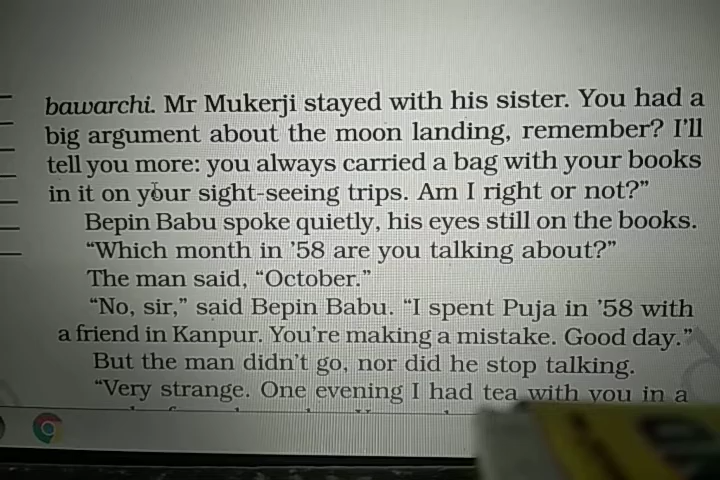 bawarchi. Mr Mukerji stayed with his sister. You had a
big argument about the moon landing, remember? I'll
tell you more: you always carried a bag with your books
in it on your sight-seeing trips. Am I right or not?"
Bepin Babu spoke quietly, his eyes still on the books.
"Which month in '58 are you talking about?"
The man said, "October."
"No, sir," said Bepin Babu. "I spent Puja in '58 with
a friend in Kanpur. You're making a mistake. Good day."
But the man didn't go, nor did he stop talking.
"Very strange. One evening I had tea with you in a